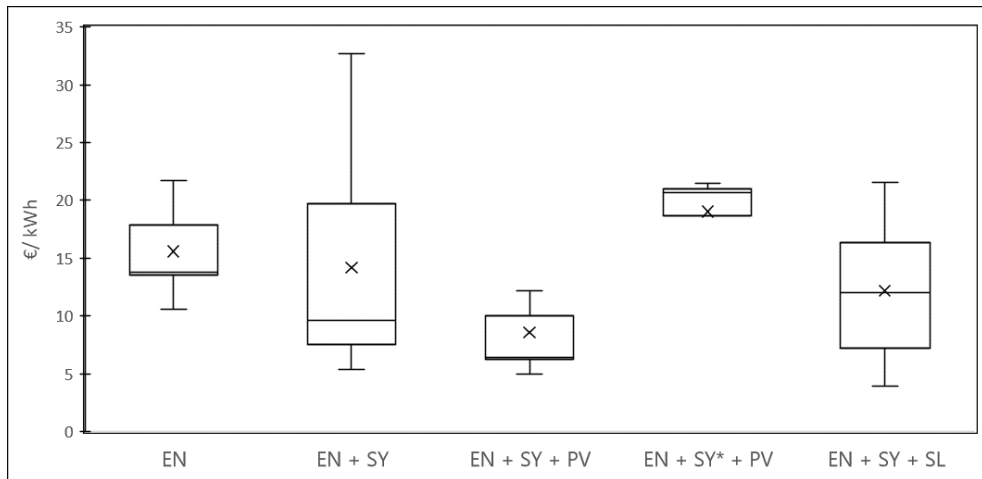 35
30
25
20
15
10
5
0
€/ kWh
EN
EN + SY
EN + SY + PV
EN + SY* + PV
EN + SY + SL